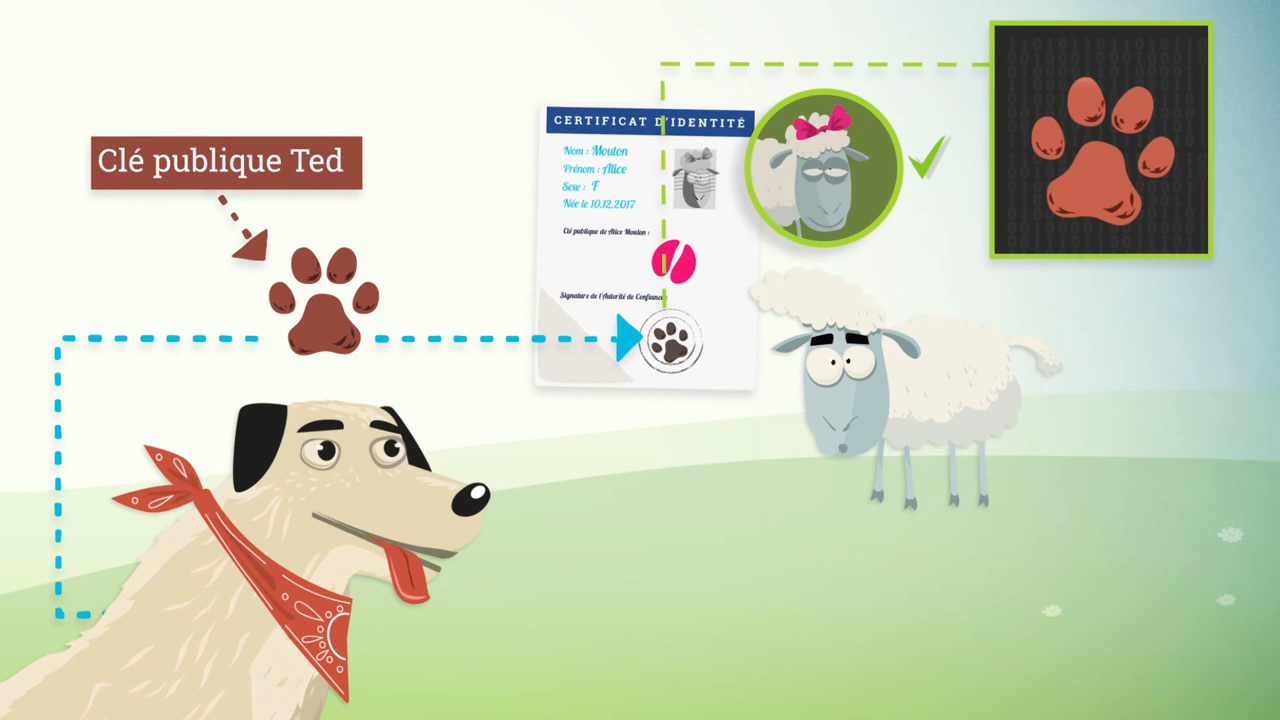 Clé publique Ted
CERTIFICAT D'IDENTITÉ
Nom : Mouton
Prénom : Alice
Sexe : F
Née le 10.12.2017
Clé publique de Alice Mouton :
Signature de l'Autorité de Confiance